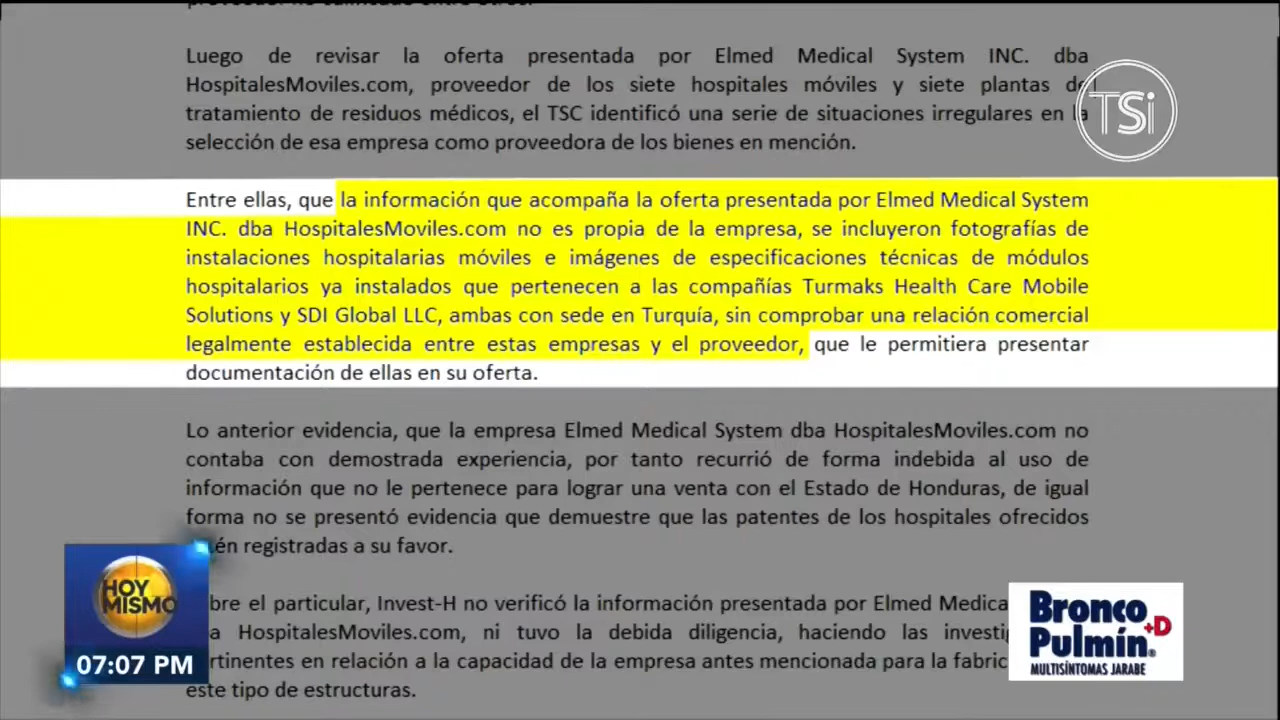 Luego de revisar la oferta presentada por Elmed Medical System INC. dba
HospitalesMoviles.com, proveedor de los siete hospitales móviles y siete plantas de
tratamiento de residuos médicos, el TSC identificó una serie de situaciones irregulares en la
selección de esa empresa como proveedora de los bienes en mención.
TSi
Entre ellas, que la información que acompaña la oferta presentada por Elmed Medical System
INC. dba HospitalesMoviles.com no es propia de la empresa, se incluyeron fotografías de
instalaciones hospitalarias móviles e imágenes de especificaciones técnicas de módulos
hospitalarios ya instalados que pertenecen a las compañías Turmaks Health Care Mobile
Solutions y SDI Global LLC, ambas con sede en Turquía, sin comprobar una relación comercial
legalmente establecida entre estas empresas y el proveedor, que le permitiera presentar
documentación de ellas en su oferta.
Lo anterior evidencia, que la empresa Elmed Medical System dba HospitalesMoviles.com no
contaba con demostrada experiencia, por tanto recurrió de forma indebida al uso de
información que no le pertenece para lograr una venta con el Estado de Honduras, de igual
forma no se presentó evidencia que demuestre que las patentes de los hospitales ofrecidos
én registradas a su favor.
bre el particular, Invest-H no verificó la información presentada por Elmed Medica
a HospitalesMoviles.com, ni tuvo la debida diligencia, haciendo las investig
rtinentes en relación a la capacidad de la empresa antes mencionada para la fabric
este tipo de estructuras.
HOY
MISMO
07:07 PM
Bronco
Pulmín+D
MULTISÍNTOMAS JARABE